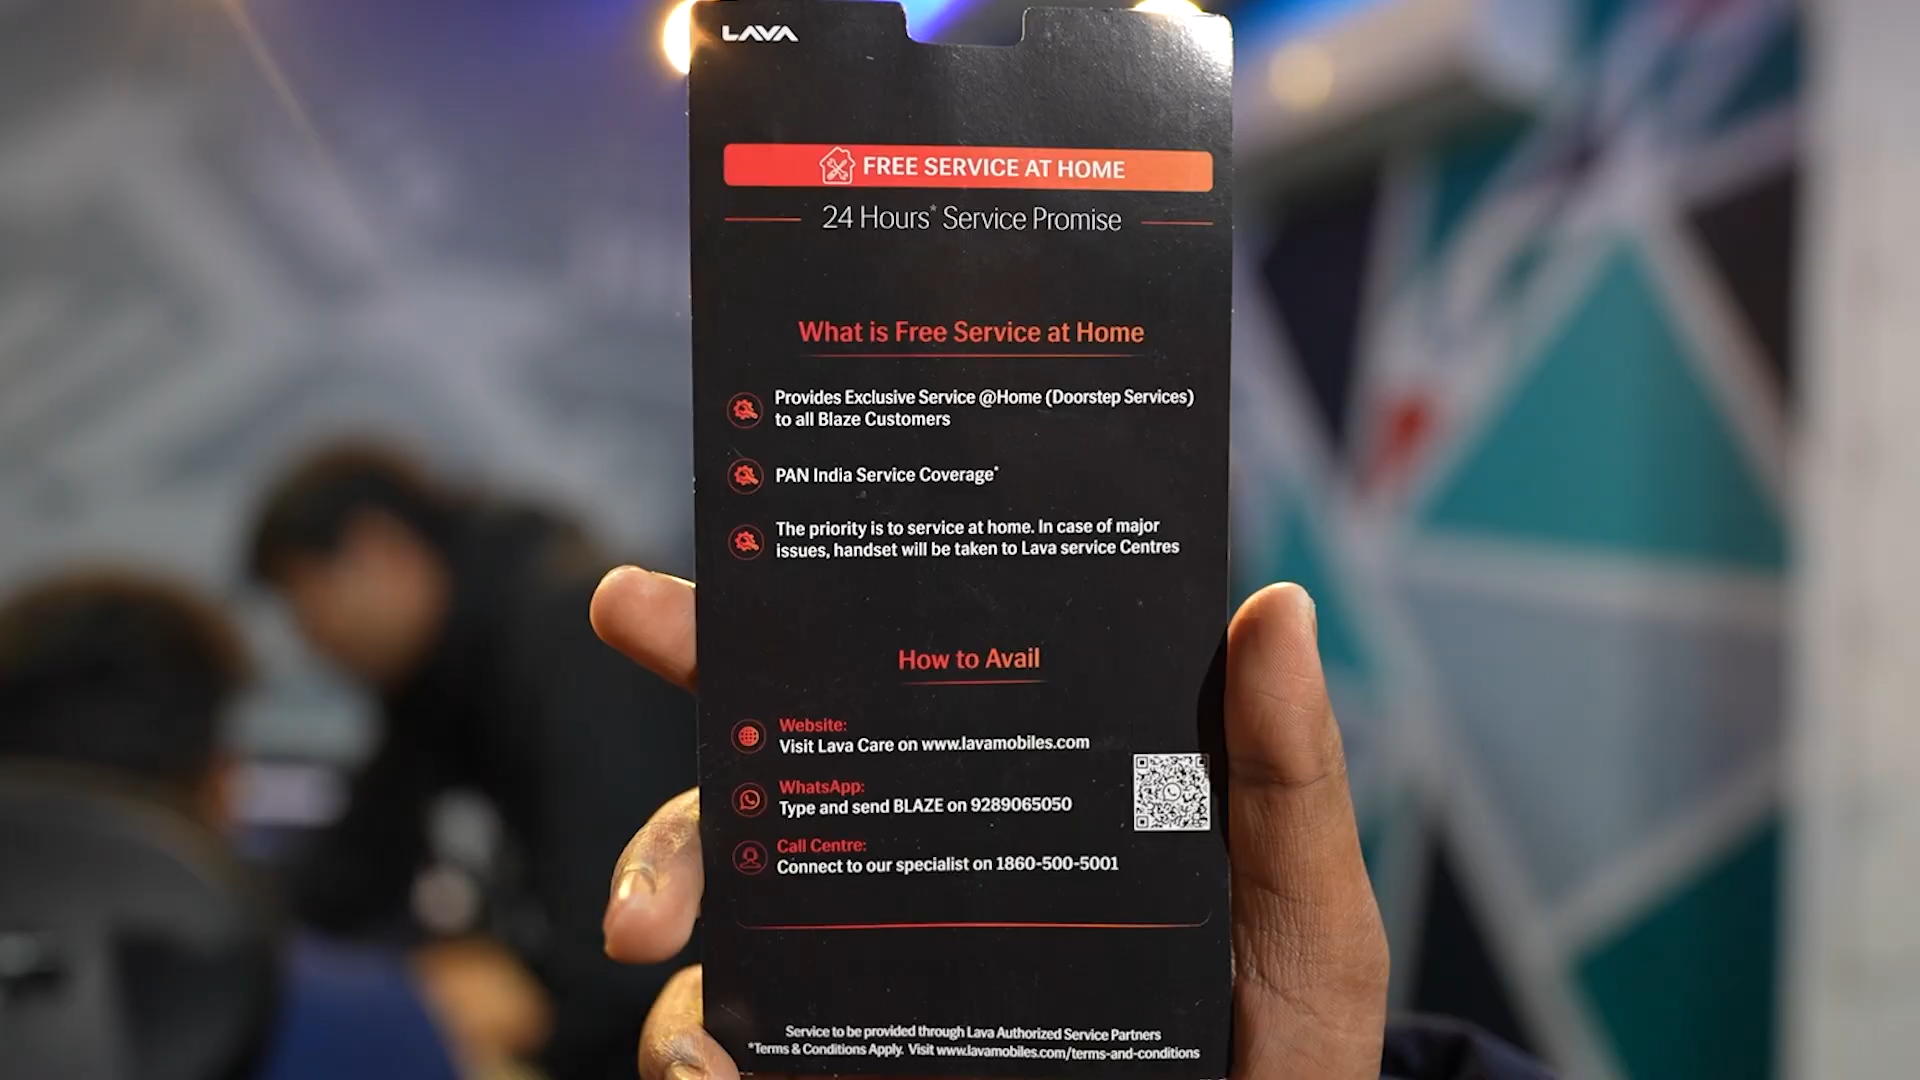 LAVA
FREE SERVICE AT HOME
24 Hours* Service Promise
What is Free Service at Home
Provides Exclusive Service @Home (Doorstep Services)
to all Blaze Customers
PAN India Service Coverage*
The priority is to service at home. In case of major
issues, handset will be taken to Lava service Centres
How to Avail
Website:
Visit Lava Care on www.lavamobiles.com
WhatsApp:
Type and send BLAZE on 9289065050
Call Centre:
Connect to our specialist on 1860-500-5001
Service to be provided through Lava Authorized Service Partners
*Terms & Conditions Apply. Visit www.lavamobiles.com/terms-and-conditions